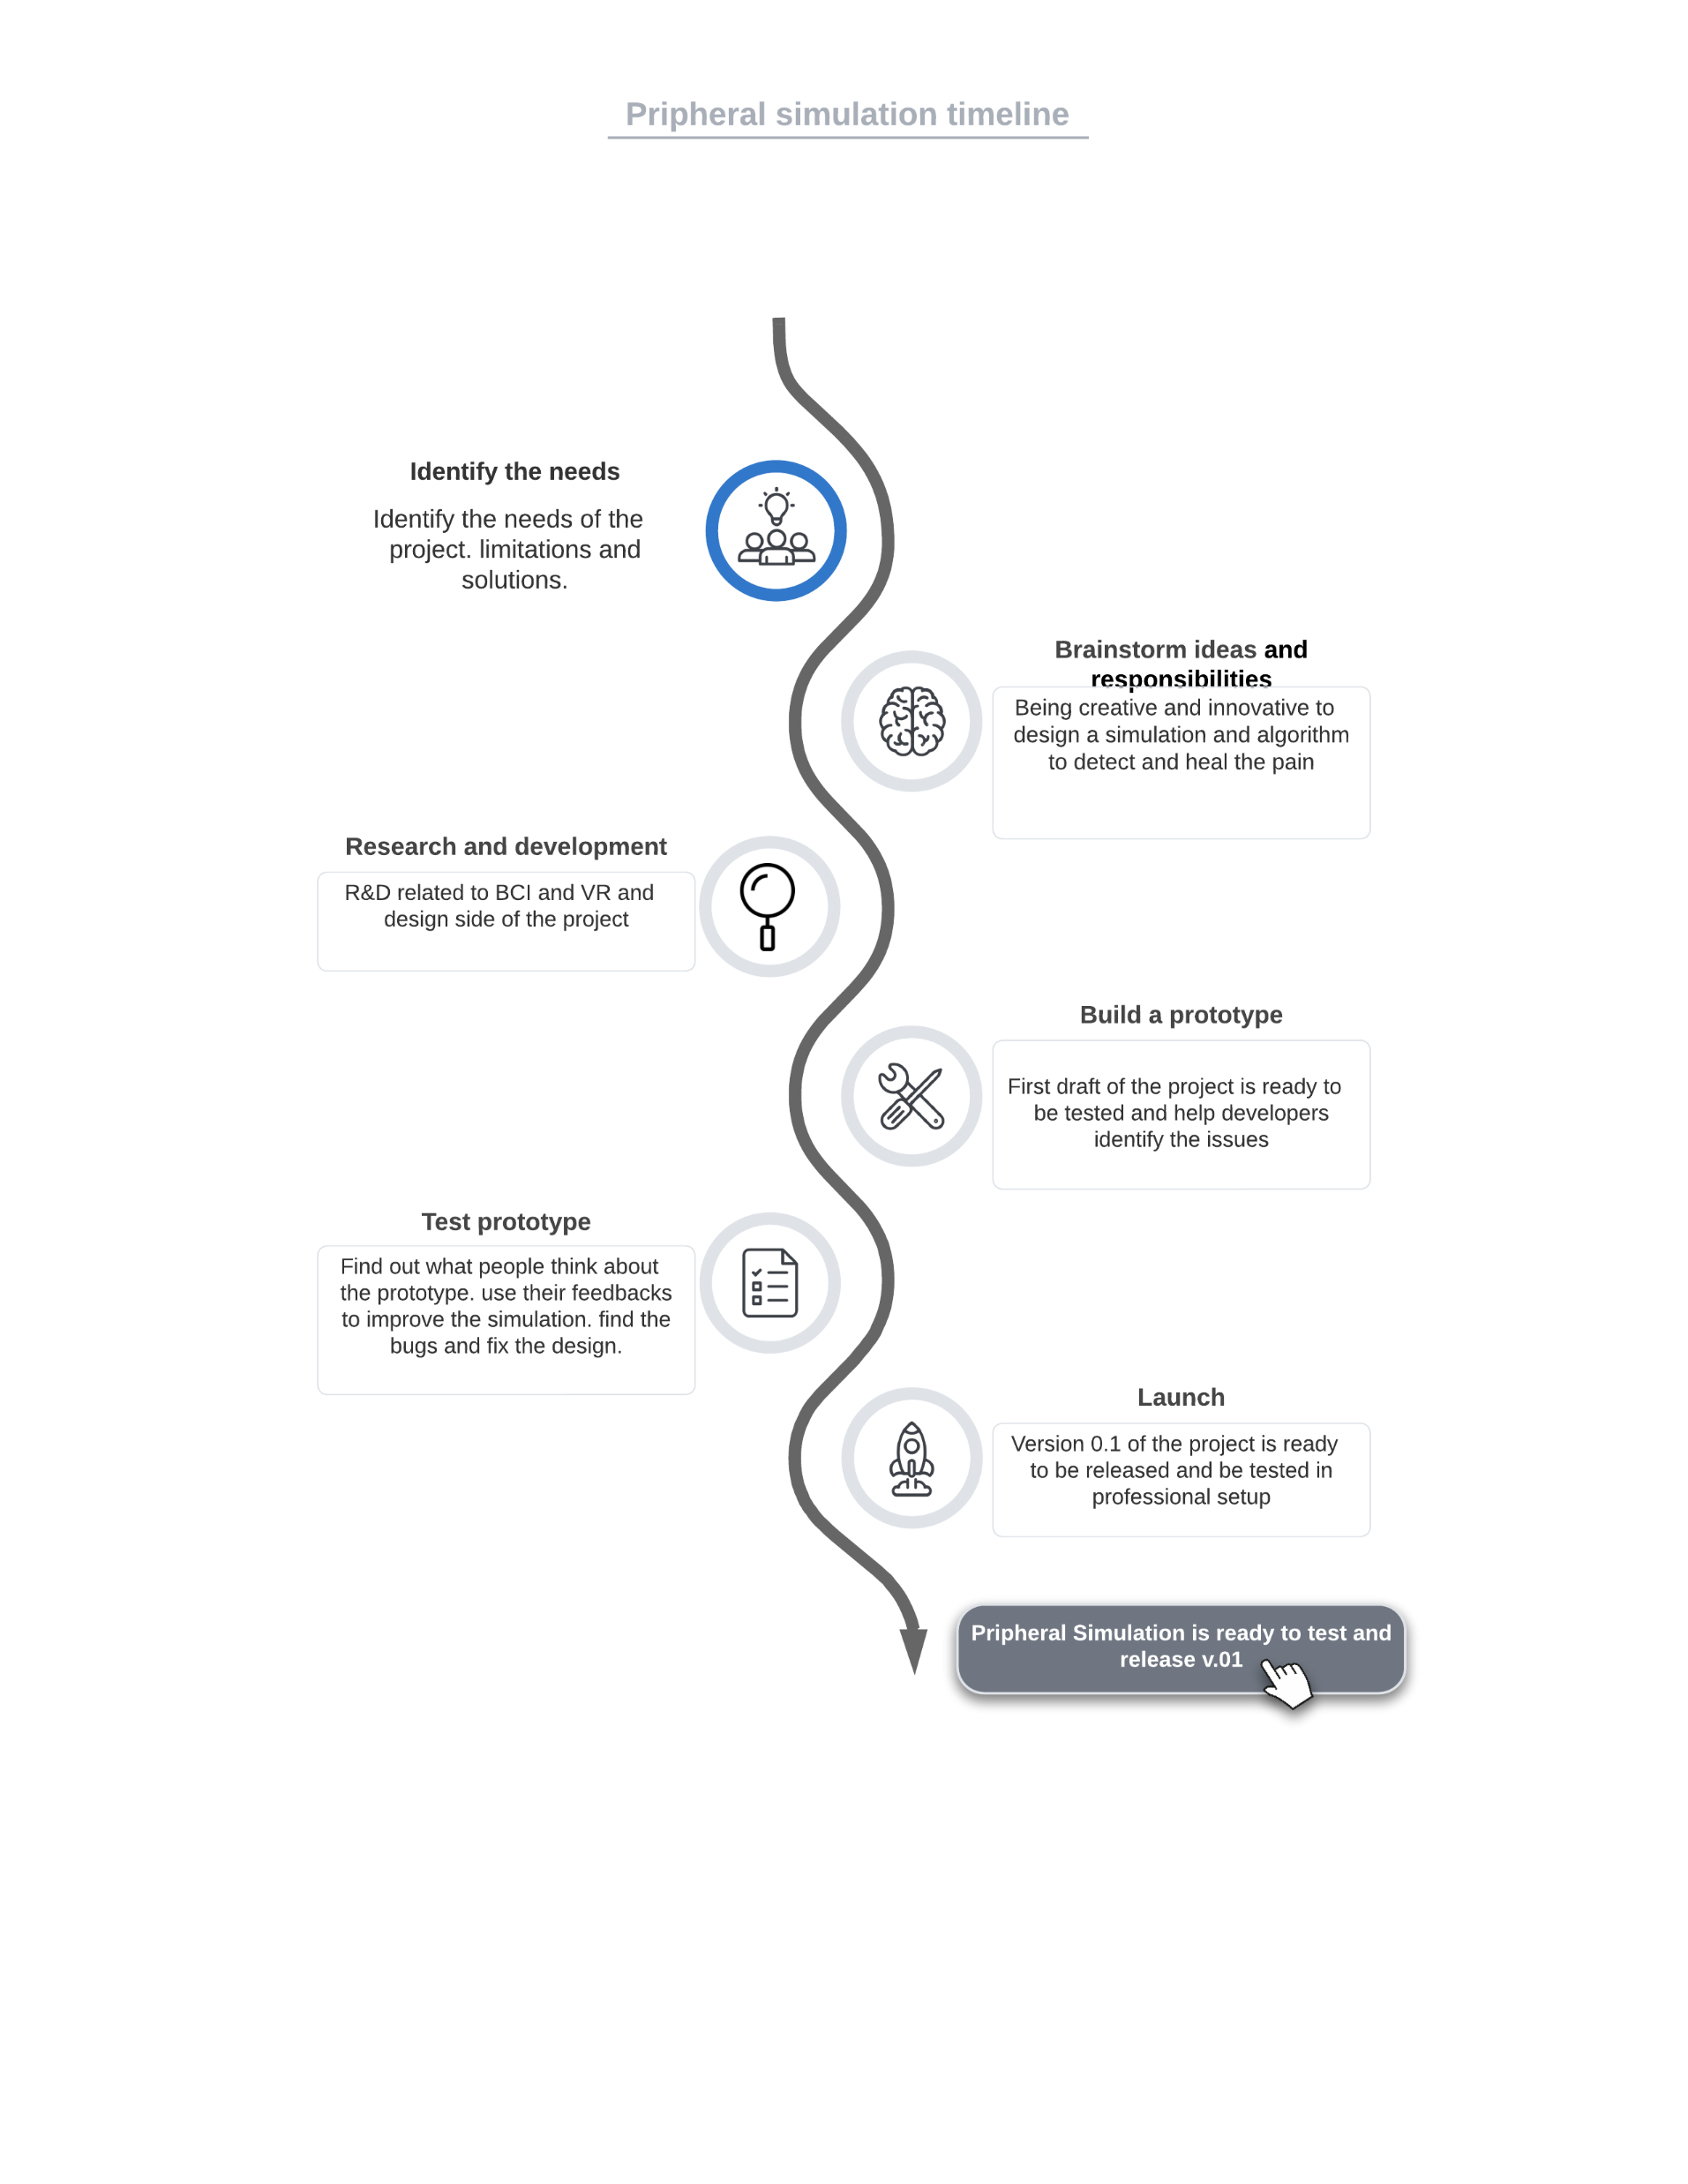 Pripheral simulation timeline
Identify the needs
Identify the needs of the
project. limitations and
solutions.
Brainstorm ideas and
responsibilities
Being creative and innovative to
design a simulation and algorithm
to detect and heal the pain
Research and development
R&D related to BCI and VR and
design side of the project
Build a prototype
First draft of the project is ready to
be tested and help developers
identify the issues
Test prototype
Find out what people think about
the prototype. use their feedbacks
to improve the simulation. find the
bugs and fix the design.
Launch
Version 0.1 of the project is ready
to be released and be tested in
professional setup
Pripheral Simulation is ready to test and
release v.01